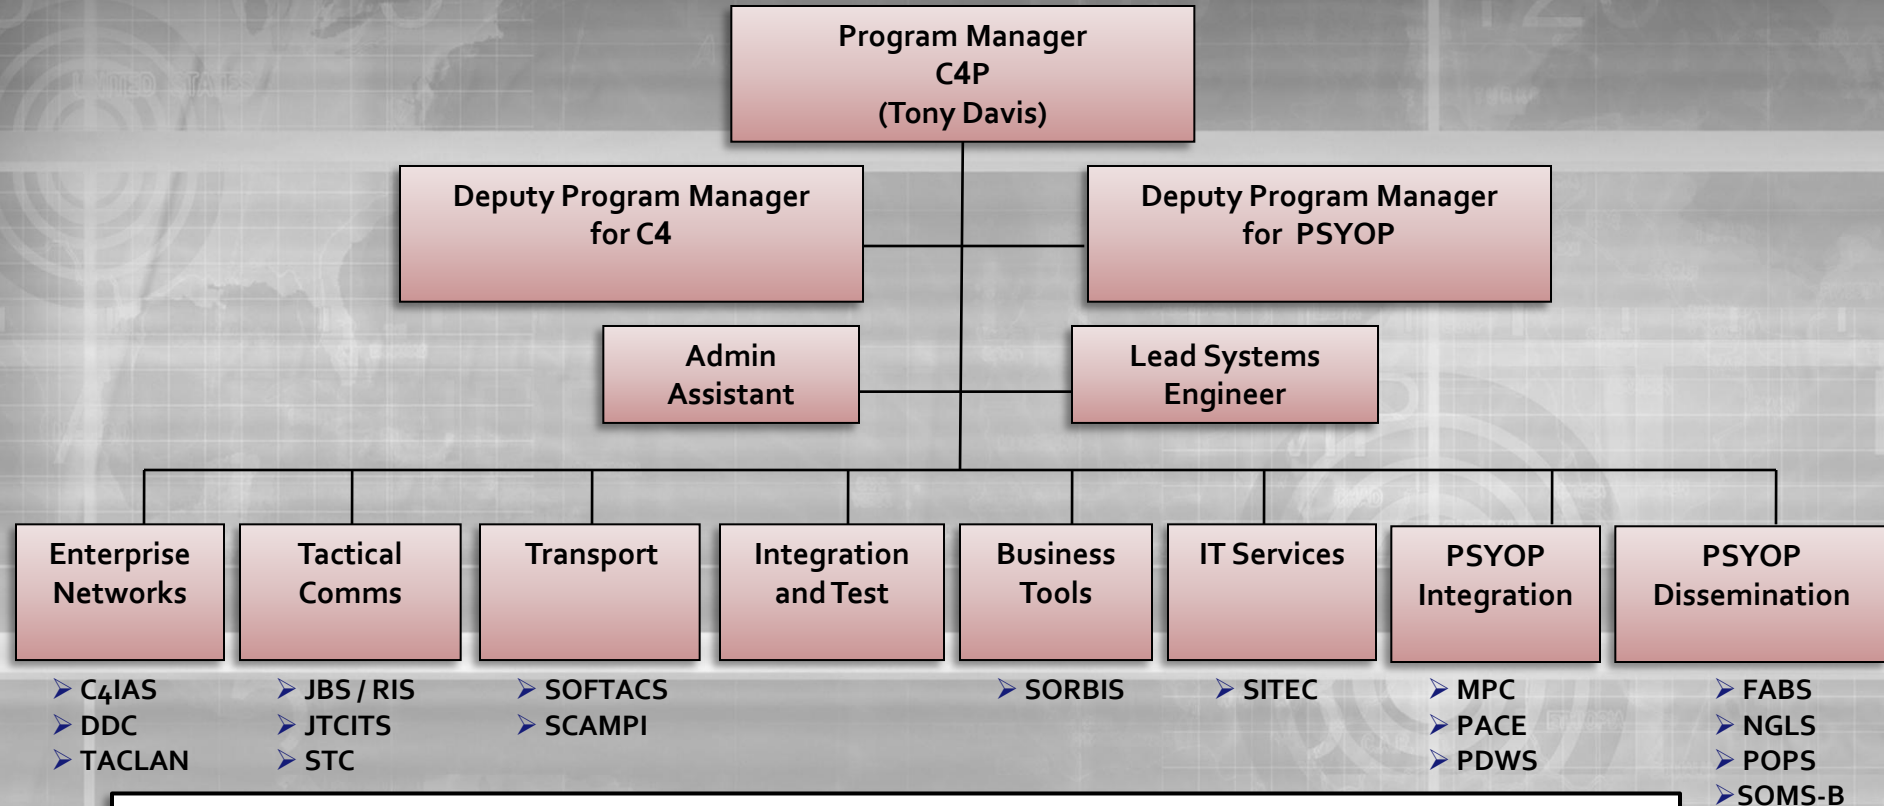 Program Manager
C4P
(Tony Davis)
Deputy Program Manager
for C4
Deputy Program Manager
for PSYOP
Admin
Assistant
Lead Systems
Engineer
Enterprise
Networks
Tactical
Comms
Transport
Integration
and Test
Business
Tools
IT Services
PSYOP
Integration
PSYOP
Dissemination
C4IAS
DDC
TACLAN
JBS / RIS
JTCITS
STC
SOFTACS
SCAMPI
SORBIS
SITEC
MPC
PACE
PDWS
FABS
NGLS
POPS
SOMS-B
UNITED STATES